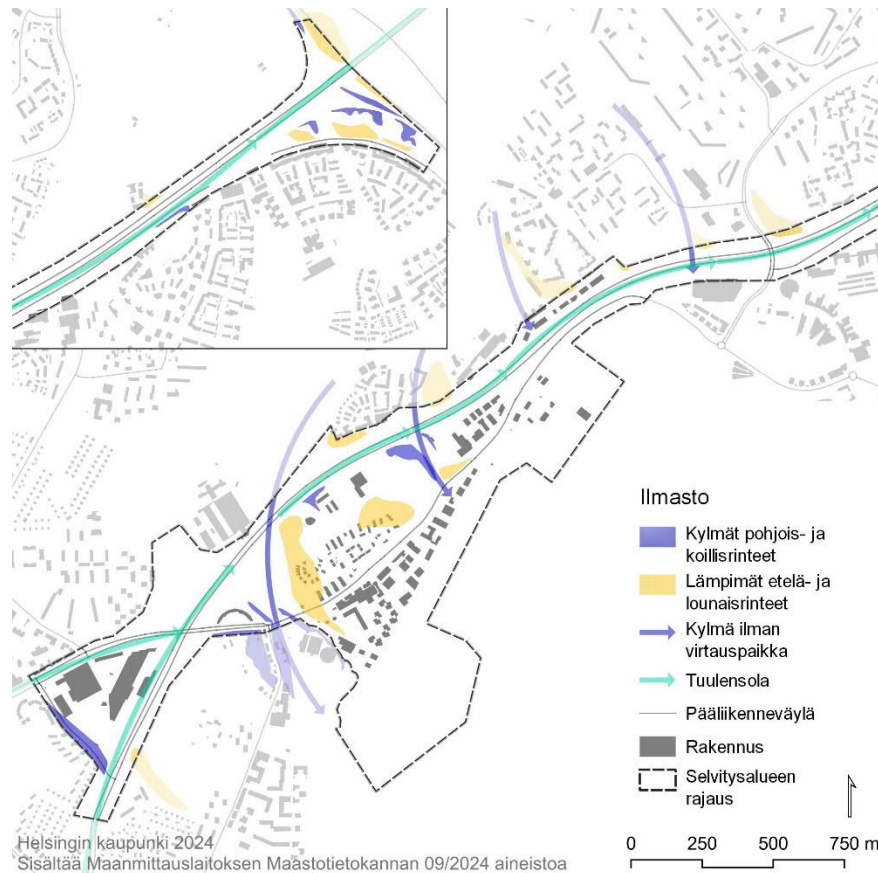 Ilmasto
Kylmät pohjois- ja
koillisrinteet
Lämpimät etelä- ja
lounaisrinteet
Kylmä ilman
virtauspaikka
Tuulensola
Pääliikenneväylä
Rakennus
Selvitysalueen
rajaus
Helsingin kaupunki 2024
Sisältää Maanmittauslaitoksen Maastotietokannan 09/2024 aineistoa
0 250 500 750 m